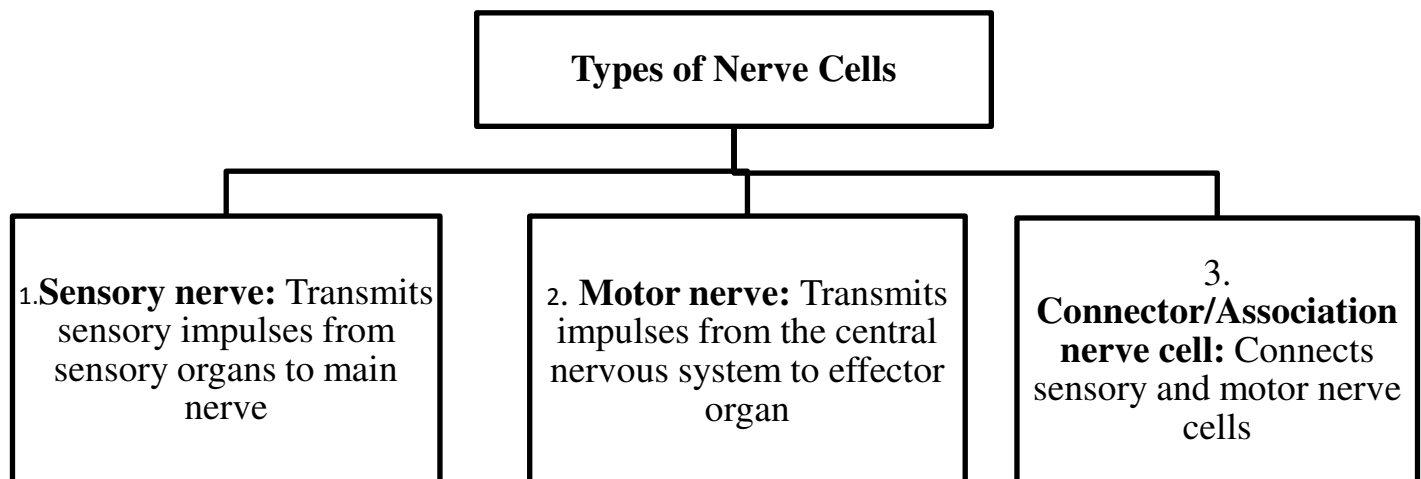 Types of Nerve Cells
1.Sensory nerve: Transmits
sensory impulses from
sensory organs to main
nerve
2. Motor nerve: Transmits
impulses from the central
nervous system to effector
organ
3.
Connector/Association
nerve cell: Connects
sensory and motor nerve
cells